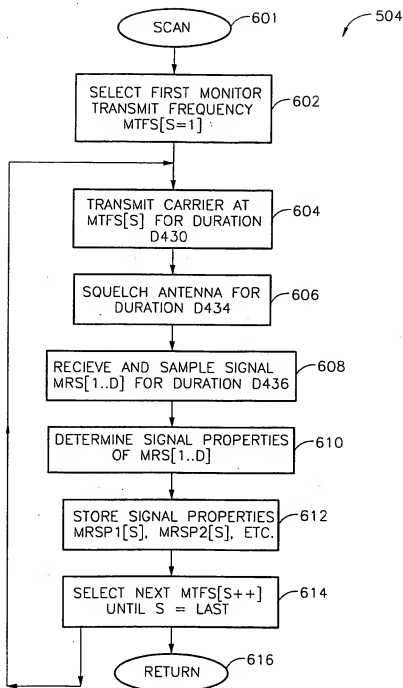 SCAN
601
504
SELECT FIRST MONITOR
TRANSMIT FREQUENCY
MTFS[S=1]
602
TRANSMIT CARRIER AT
MTFS[S] FOR DURATION
D430
604
SQUELCH ANTENNA FOR
DURATION D434
606
RECIEVE AND SAMPLE SIGNAL
MRS[1..D] FOR DURATION D436
608
DETERMINE SIGNAL PROPERTIES
OF MRS[1..D]
610
STORE SIGNAL PROPERTIES
MRSP1[S], MRSP2[S], ETC.
612
SELECT NEXT MTFS[S++]
UNTIL S = LAST
614
RETURN
616